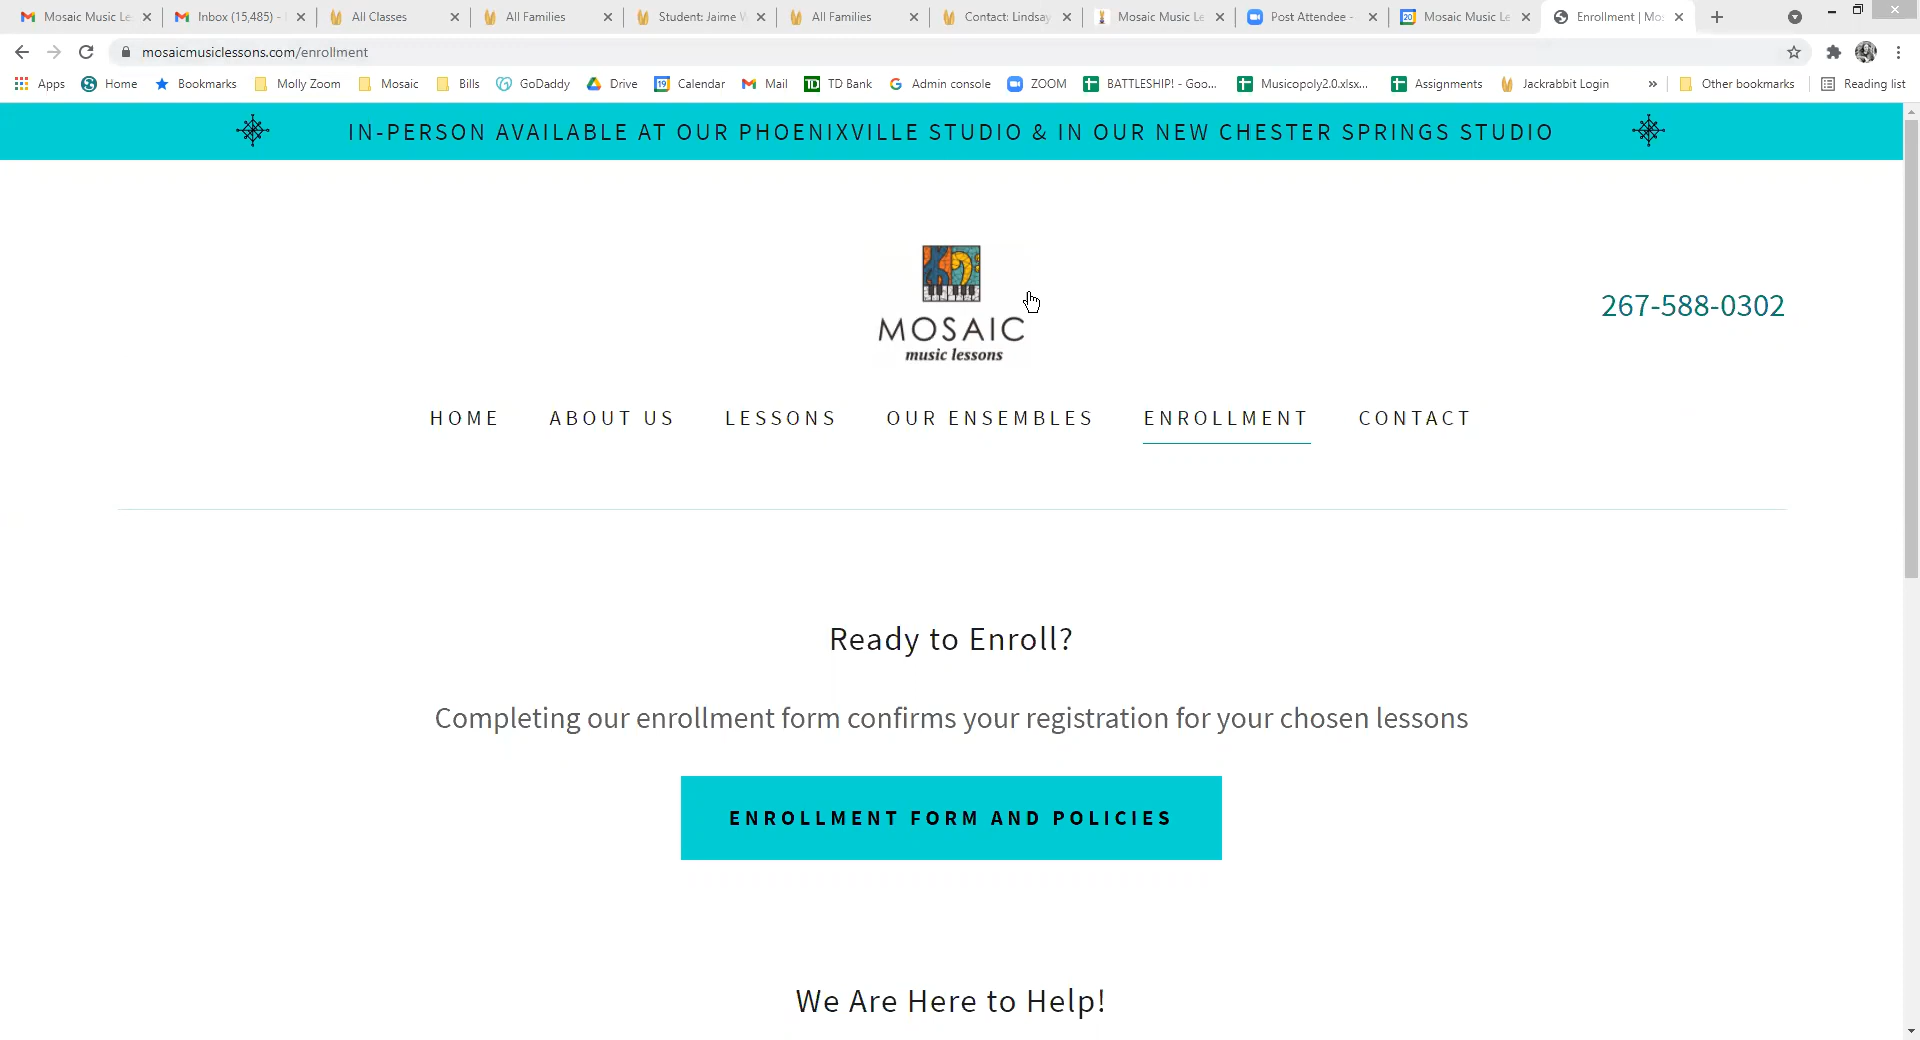 Mosaic Music Le
Inbox (15,485) -
All Classes
All Families
Student: Jaime W
All Families
Contact: Lindsay
Mosaic Music Le
Post Attendee -
20
Mosaic Music Le
Enrollment | Mo
mosaicmusiclessons.com/enrollment
Apps
Home
Bookmarks
Molly Zoom
Mosaic
Bills
GoDaddy
Drive
19
Calendar
Mail
TD
TD Bank
Admin console
ZOOM
BATTLESHIP! - Goo...
Musicopoly2.0.xlsx...
Assignments
Jackrabbit Login
»
Other bookmarks
Reading list
IN-PERSON AVAILABLE AT OUR PHOENIXVILLE STUDIO & IN OUR NEW CHESTER SPRINGS STUDIO
MOSAIC
music lessons
267-588-0302
HOME
ABOUT US
LESSONS
OUR ENSEMBLES
ENROLLMENT
CONTACT
Ready to Enroll?
Completing our enrollment form confirms your registration for your chosen lessons
ENROLLMENT FORM AND POLICIES
We Are Here to Help!